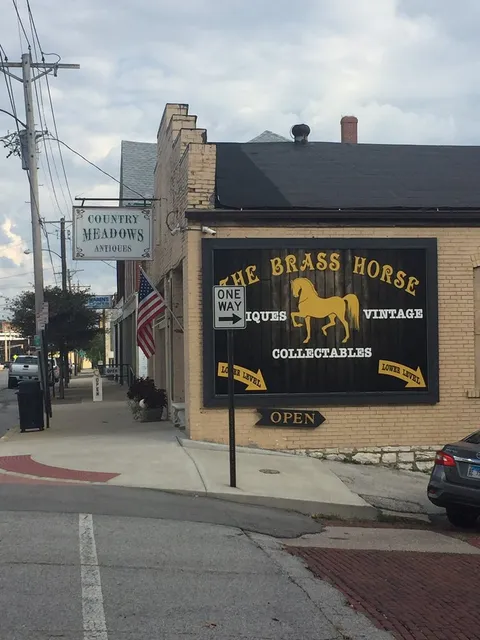 COUNTRY
MEADOWS
ANTIQUES
THE BRASS HORSE
ONE
WAY
IQUES
VINTAGE
COLLECTABLES
LOWER LEVEL
LOWER LEVEL
OPEN